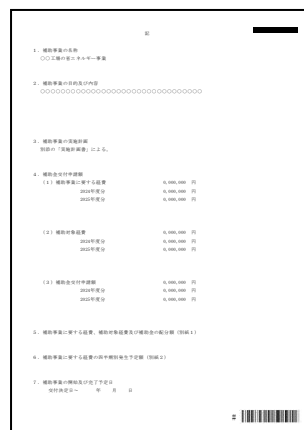 記
1．補助事業の名称
○○工場の省エネルギー事業
2．補助事業の目的及び内容
○○○○○○○○○○○○○○○○○○○○○○○○○○○○○○○○
3．補助事業の実施計画
別添の「実施計画書」による。
4．補助金交付申請額
（1）補助事業に要する経費 0,000,000 円
2024年度分 0,000,000 円
2025年度分 0,000,000 円
（2）補助対象経費 0,000,000 円
2024年度分 0,000,000 円
2025年度分 0,000,000 円
（3）補助金交付申請額 0,000,000 円
2024年度分 0,000,000 円
2025年度分 0,000,000 円
5．補助事業に要する経費、補助対象経費及び補助金の配分額（別紙1）
6．補助事業に要する経費の四半期別発生予定額（別紙2）
7．補助事業の開始及び完了予定日
交付決定日～ 年 月 日